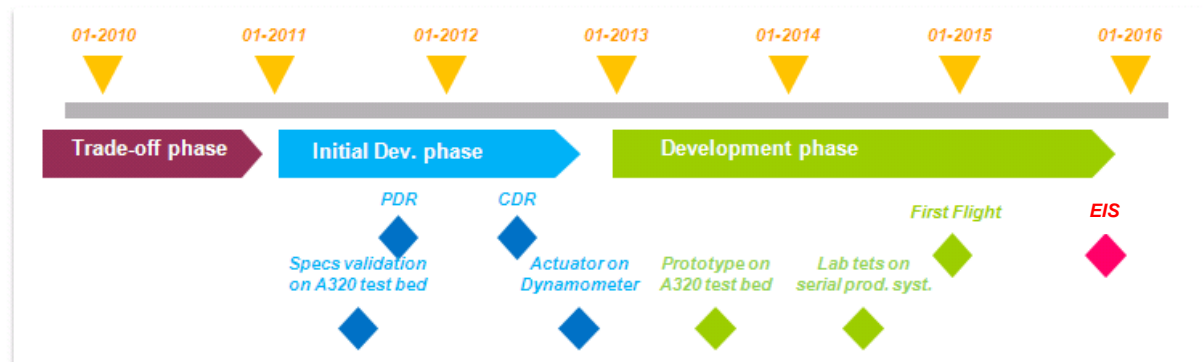 01-2010
01-2011
01-2012
01-2013
01-2014
01-2015
01-2016
Trade-off phase
Initial Dev. phase
Development phase
PDR
CDR
First Flight
EIS
Specs validation
on A320 test bed
Actuator on
Dynamometer
Prototype on
A320 test bed
Lab tets on
serial prod. syst.